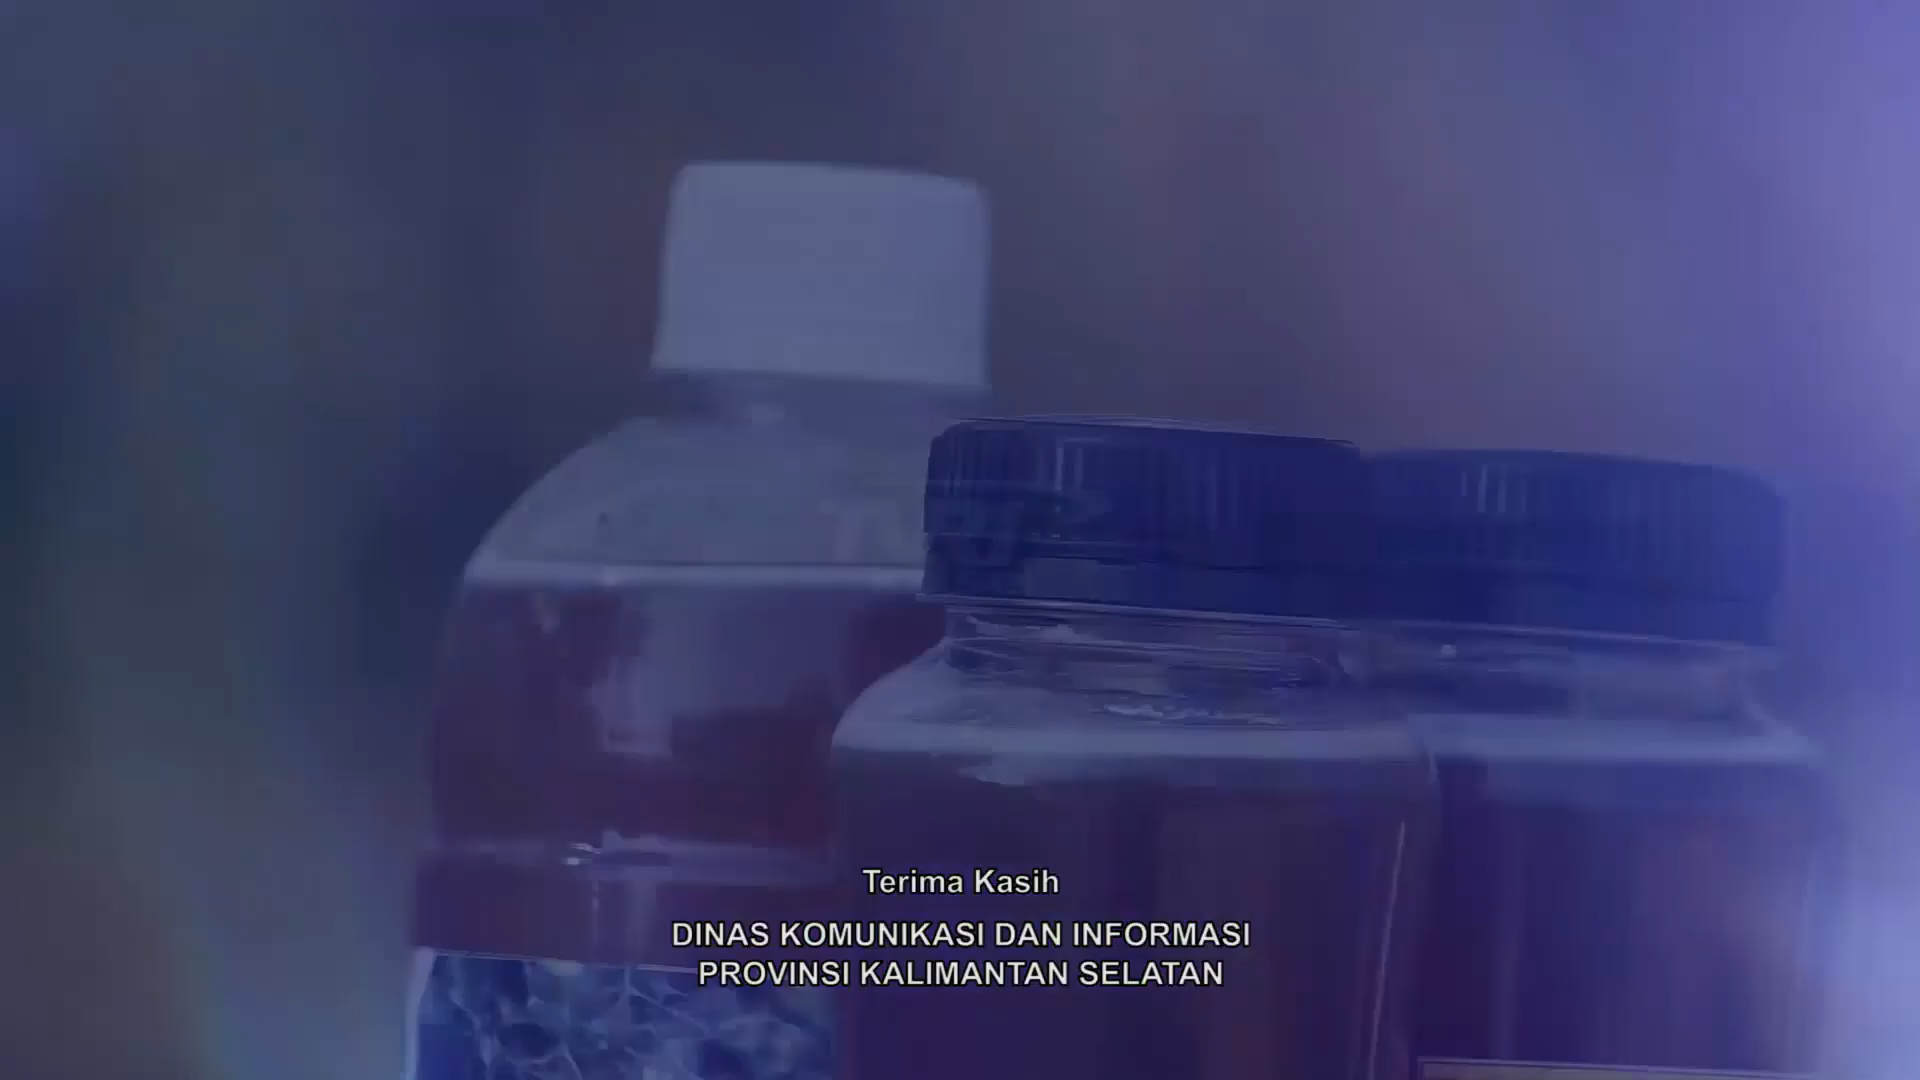 Terima Kasih
DINAS KOMUNIKASI DAN INFORMASI
PROVINSI KALIMANTAN SELATAN